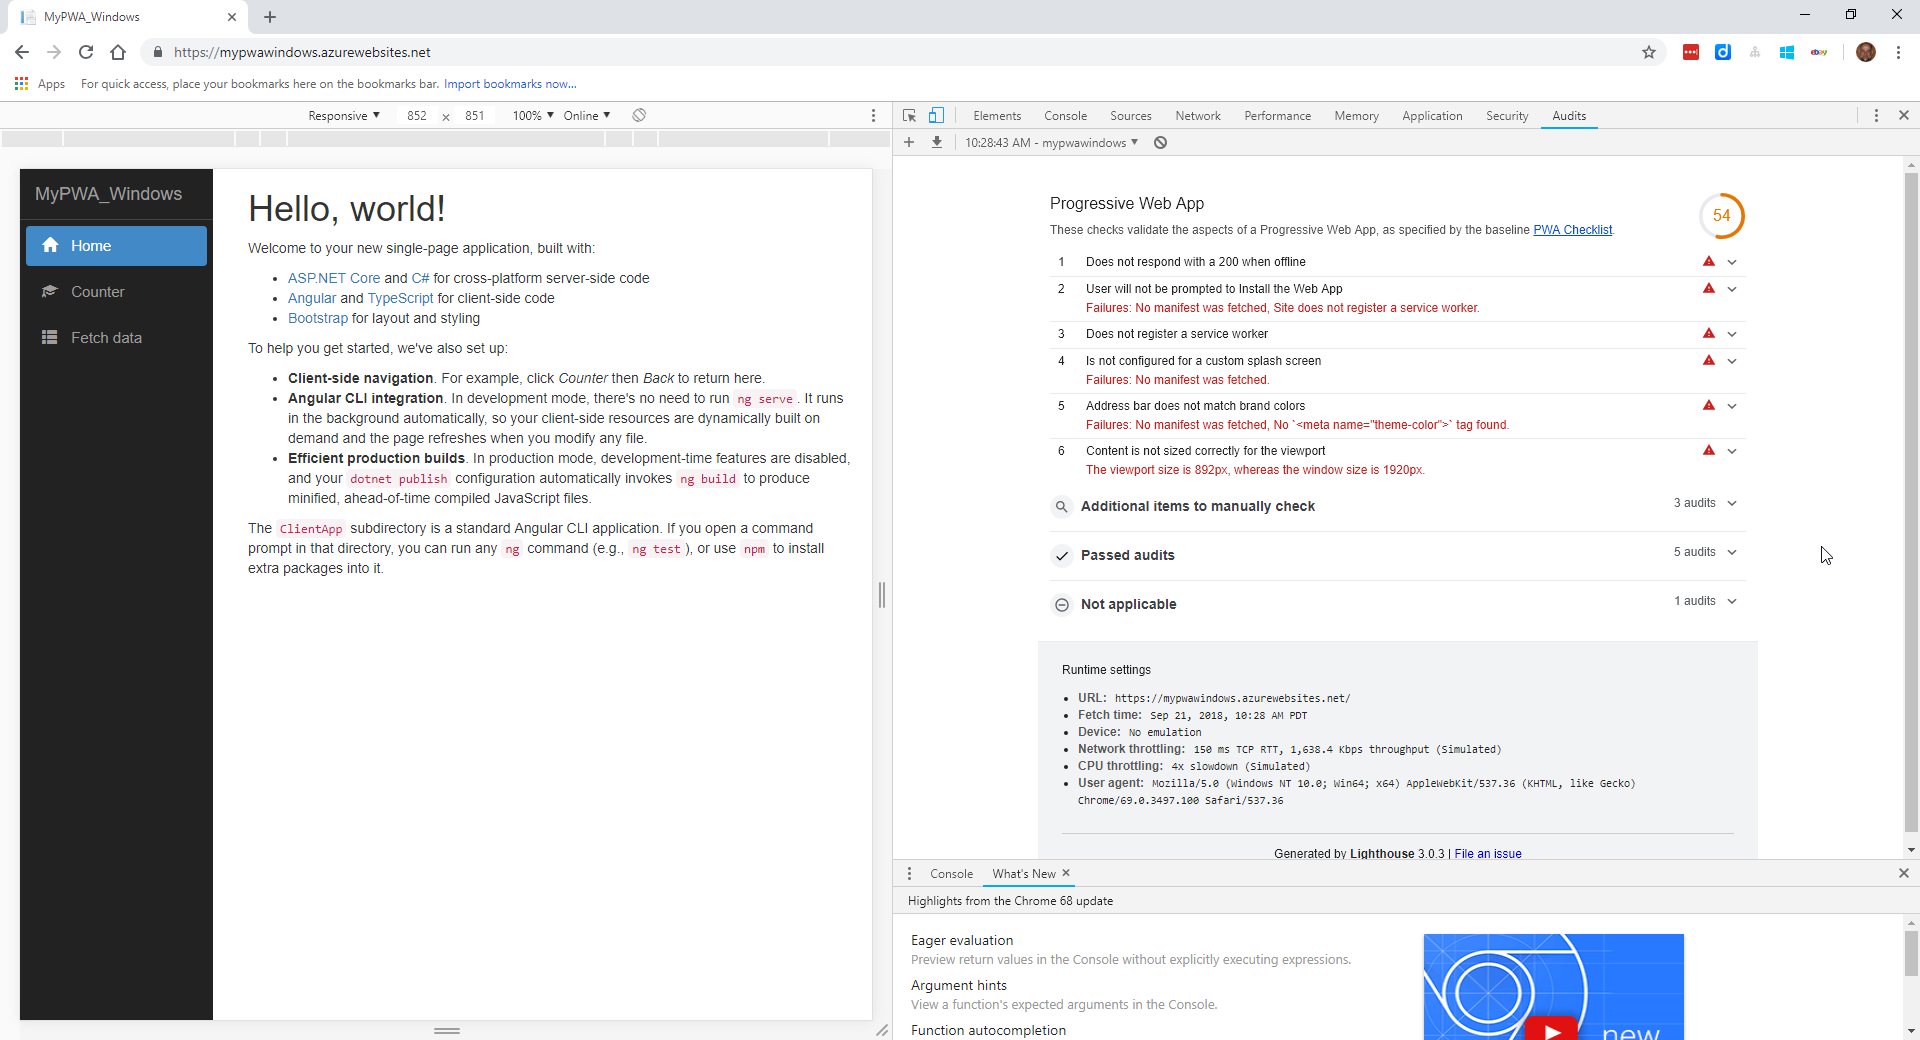 MyPWA_Windows
https://mypwawindows.azurewebsites.net
Apps For quick access, place your bookmarks here on the bookmarks bar. Import bookmarks now...
Responsive 852 x 851 100% Online
MyPWA_Windows
Home
Counter
Fetch data
Hello, world!
Welcome to your new single-page application, built with:
ASP.NET Core and C# for cross-platform server-side code
Angular and TypeScript for client-side code
Bootstrap for layout and styling
To help you get started, we've also set up:
Client-side navigation. For example, click Counter then Back to return here.
Angular CLI integration. In development mode, there's no need to run ng serve. It runs
in the background automatically, so your client-side resources are dynamically built on
demand and the page refreshes when you modify any file.
Efficient production builds. In production mode, development-time features are disabled,
and your dotnet publish configuration automatically invokes ng build to produce
minified, ahead-of-time compiled JavaScript files.
The ClientApp subdirectory is a standard Angular CLI application. If you open a command
prompt in that directory, you can run any ng command (e.g., ng test), or use npm to install
extra packages into it.
Elements Console Sources Network Performance Memory Application Security Audits
10:28:43 AM - mypwawindows
Progressive Web App
54
These checks validate the aspects of a Progressive Web App, as specified by the baseline PWA Checklist.
1 Does not respond with a 200 when offline
2 User will not be prompted to Install the Web App
Failures: No manifest was fetched, Site does not register a service worker.
3 Does not register a service worker
4 Is not configured for a custom splash screen
Failures: No manifest was fetched.
5 Address bar does not match brand colors
Failures: No manifest was fetched, No `<meta name="theme-color">` tag found.
6 Content is not sized correctly for the viewport
The viewport size is 892px, whereas the window size is 1920px.
Additional items to manually check 3 audits
Passed audits 5 audits
Not applicable 1 audits
Runtime settings
URL: https://mypwawindows.azurewebsites.net/
Fetch time: Sep 21, 2018, 10:28 AM PDT
Device: No emulation
Network throttling: 150 ms TCP RTT, 1,638.4 Kbps throughput (Simulated)
CPU throttling: 4x slowdown (Simulated)
User agent: Mozilla/5.0 (Windows NT 10.0; Win64; x64) AppleWebKit/537.36 (KHTML, like Gecko)
Chrome/69.0.3497.100 Safari/537.36
Generated by Lighthouse 3.0.3 | File an issue
Console What's New
Highlights from the Chrome 68 update
Eager evaluation
Preview return values in the Console without explicitly executing expressions.
Argument hints
View a function's expected arguments in the Console.
Function autocompletion
new